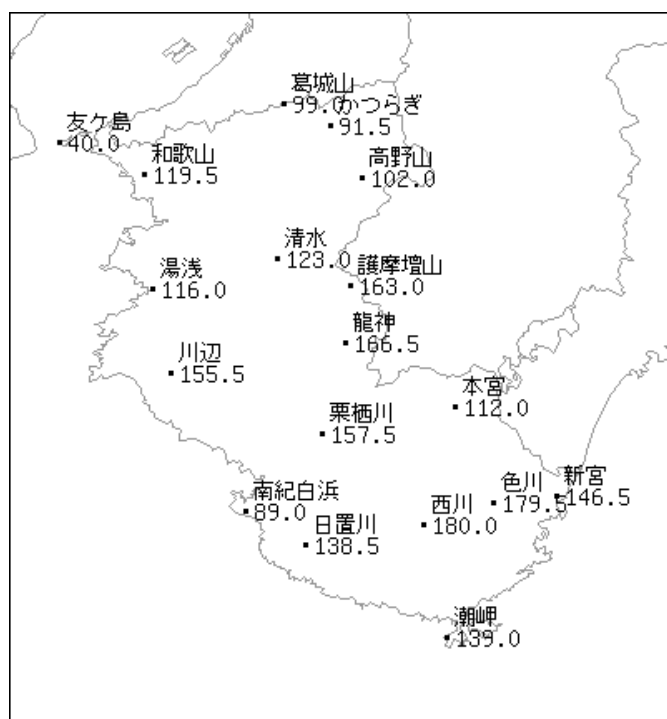 葛城山
99.0
かつらぎ
91.5
友ケ島
40.0
和歌山
119.5
高野山
102.0
清水
123.0
護摩壇山
163.0
湯浅
116.0
龍神
166.5
川辺
155.5
本宮
112.0
栗栖川
157.5
南紀白浜
89.0
日置川
138.5
西川
180.0
色川
179.5
新宮
146.5
潮岬
139.0